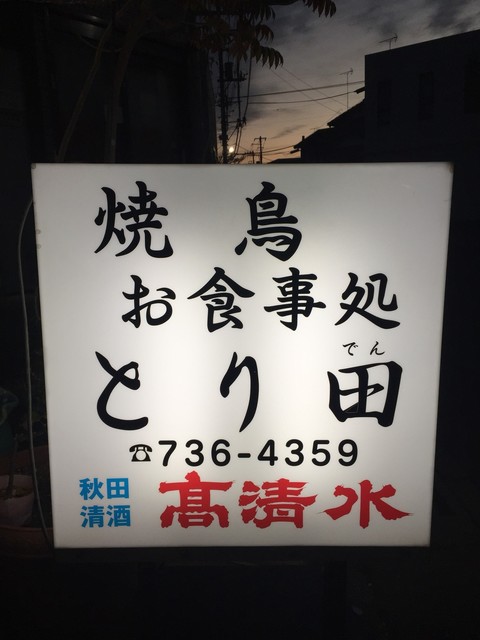 焼鳥
お食事処
でん
とり田
☎736-4359
秋田
清酒
髙清水